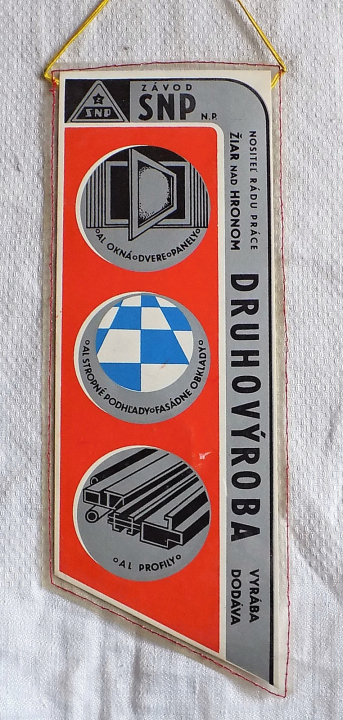 SNP
ZÁVOD
SNP N.P.
NOSITEĽ RÁDU PRÁCE
ŽIAR NAD HRONOM
DRUHOVÝROBA
VYRÁBA
DODÁVA
AL OKNÁ DVERE PANELY
AL STROPNÉ PODHĽADY FASÁDNE OBKLADY
AL PROFILY